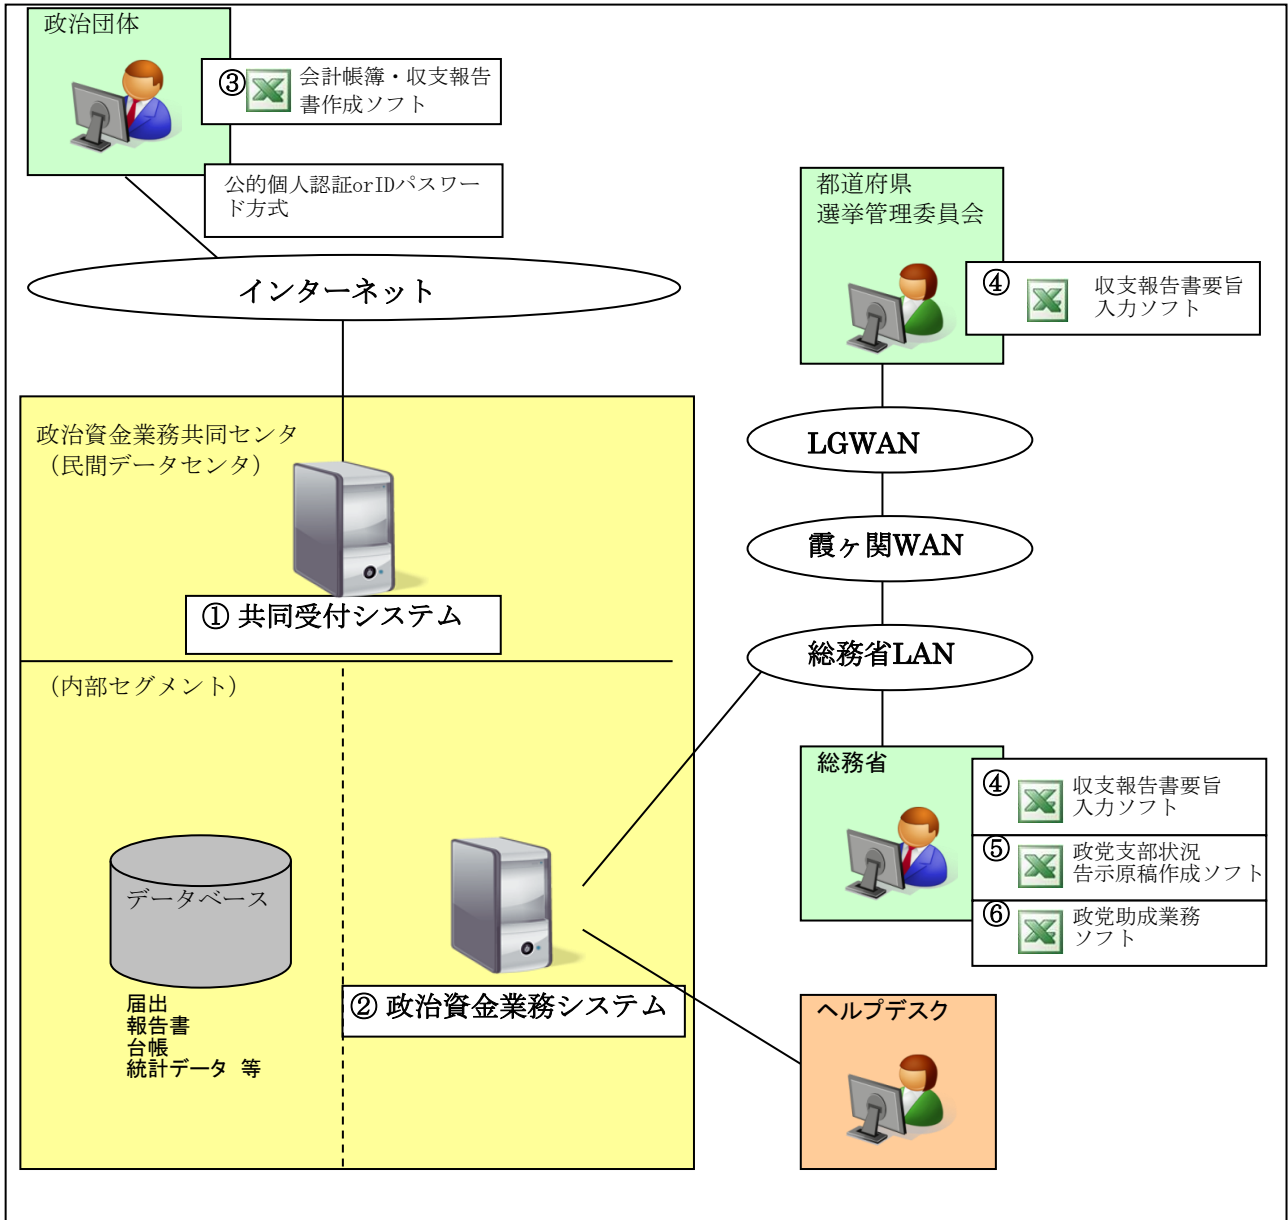 政治団体
③
会計帳簿・収支報告
書作成ソフト
公的個人認証orIDパスワー
ド方式
インターネット
都道府県
選挙管理委員会
④
収支報告書要旨
入力ソフト
政治資金業務共同センタ
（民間データセンタ）
① 共同受付システム
LGWAN
霞ヶ関WAN
総務省LAN
（内部セグメント）
データベース
届出
報告書
台帳
統計データ 等
② 政治資金業務システム
総務省
④
収支報告書要旨
入力ソフト
⑤
政党支部状況
告示原稿作成ソフト
⑥
政党助成業務
ソフト
ヘルプデスク